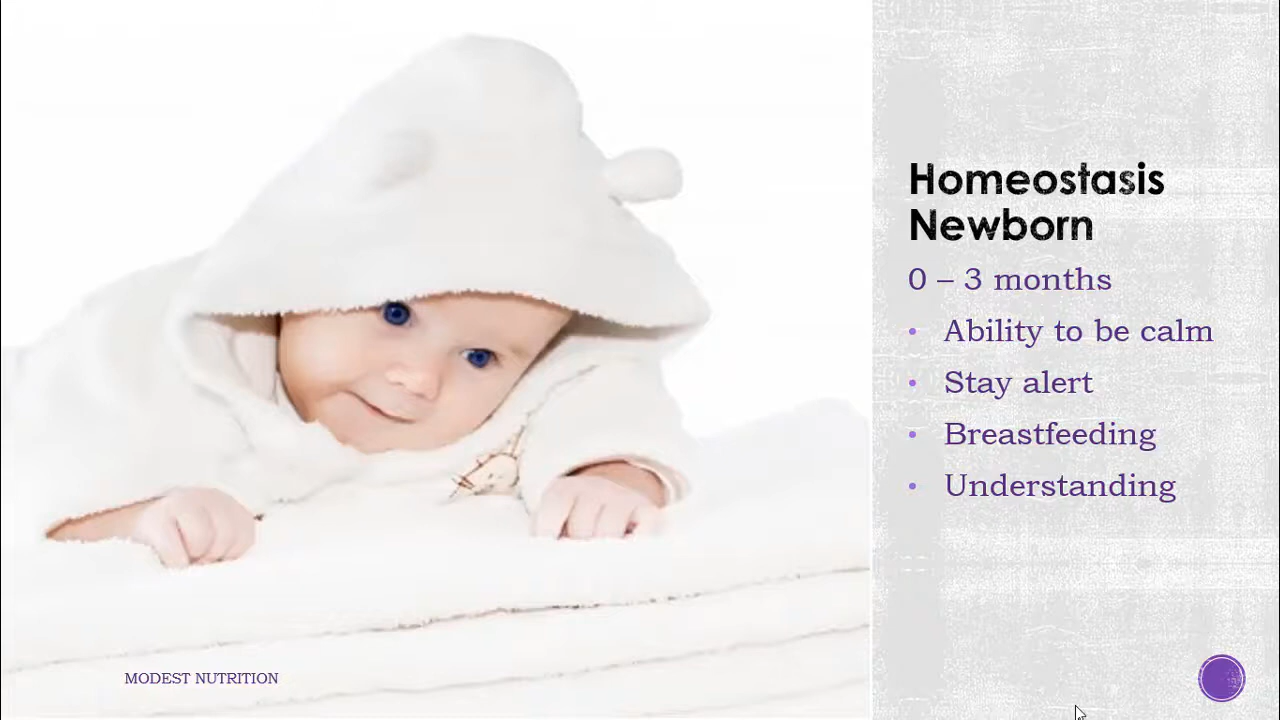 Homeostasis
Newborn
0 – 3 months
• Ability to be calm
• Stay alert
• Breastfeeding
• Understanding
MODEST NUTRITION